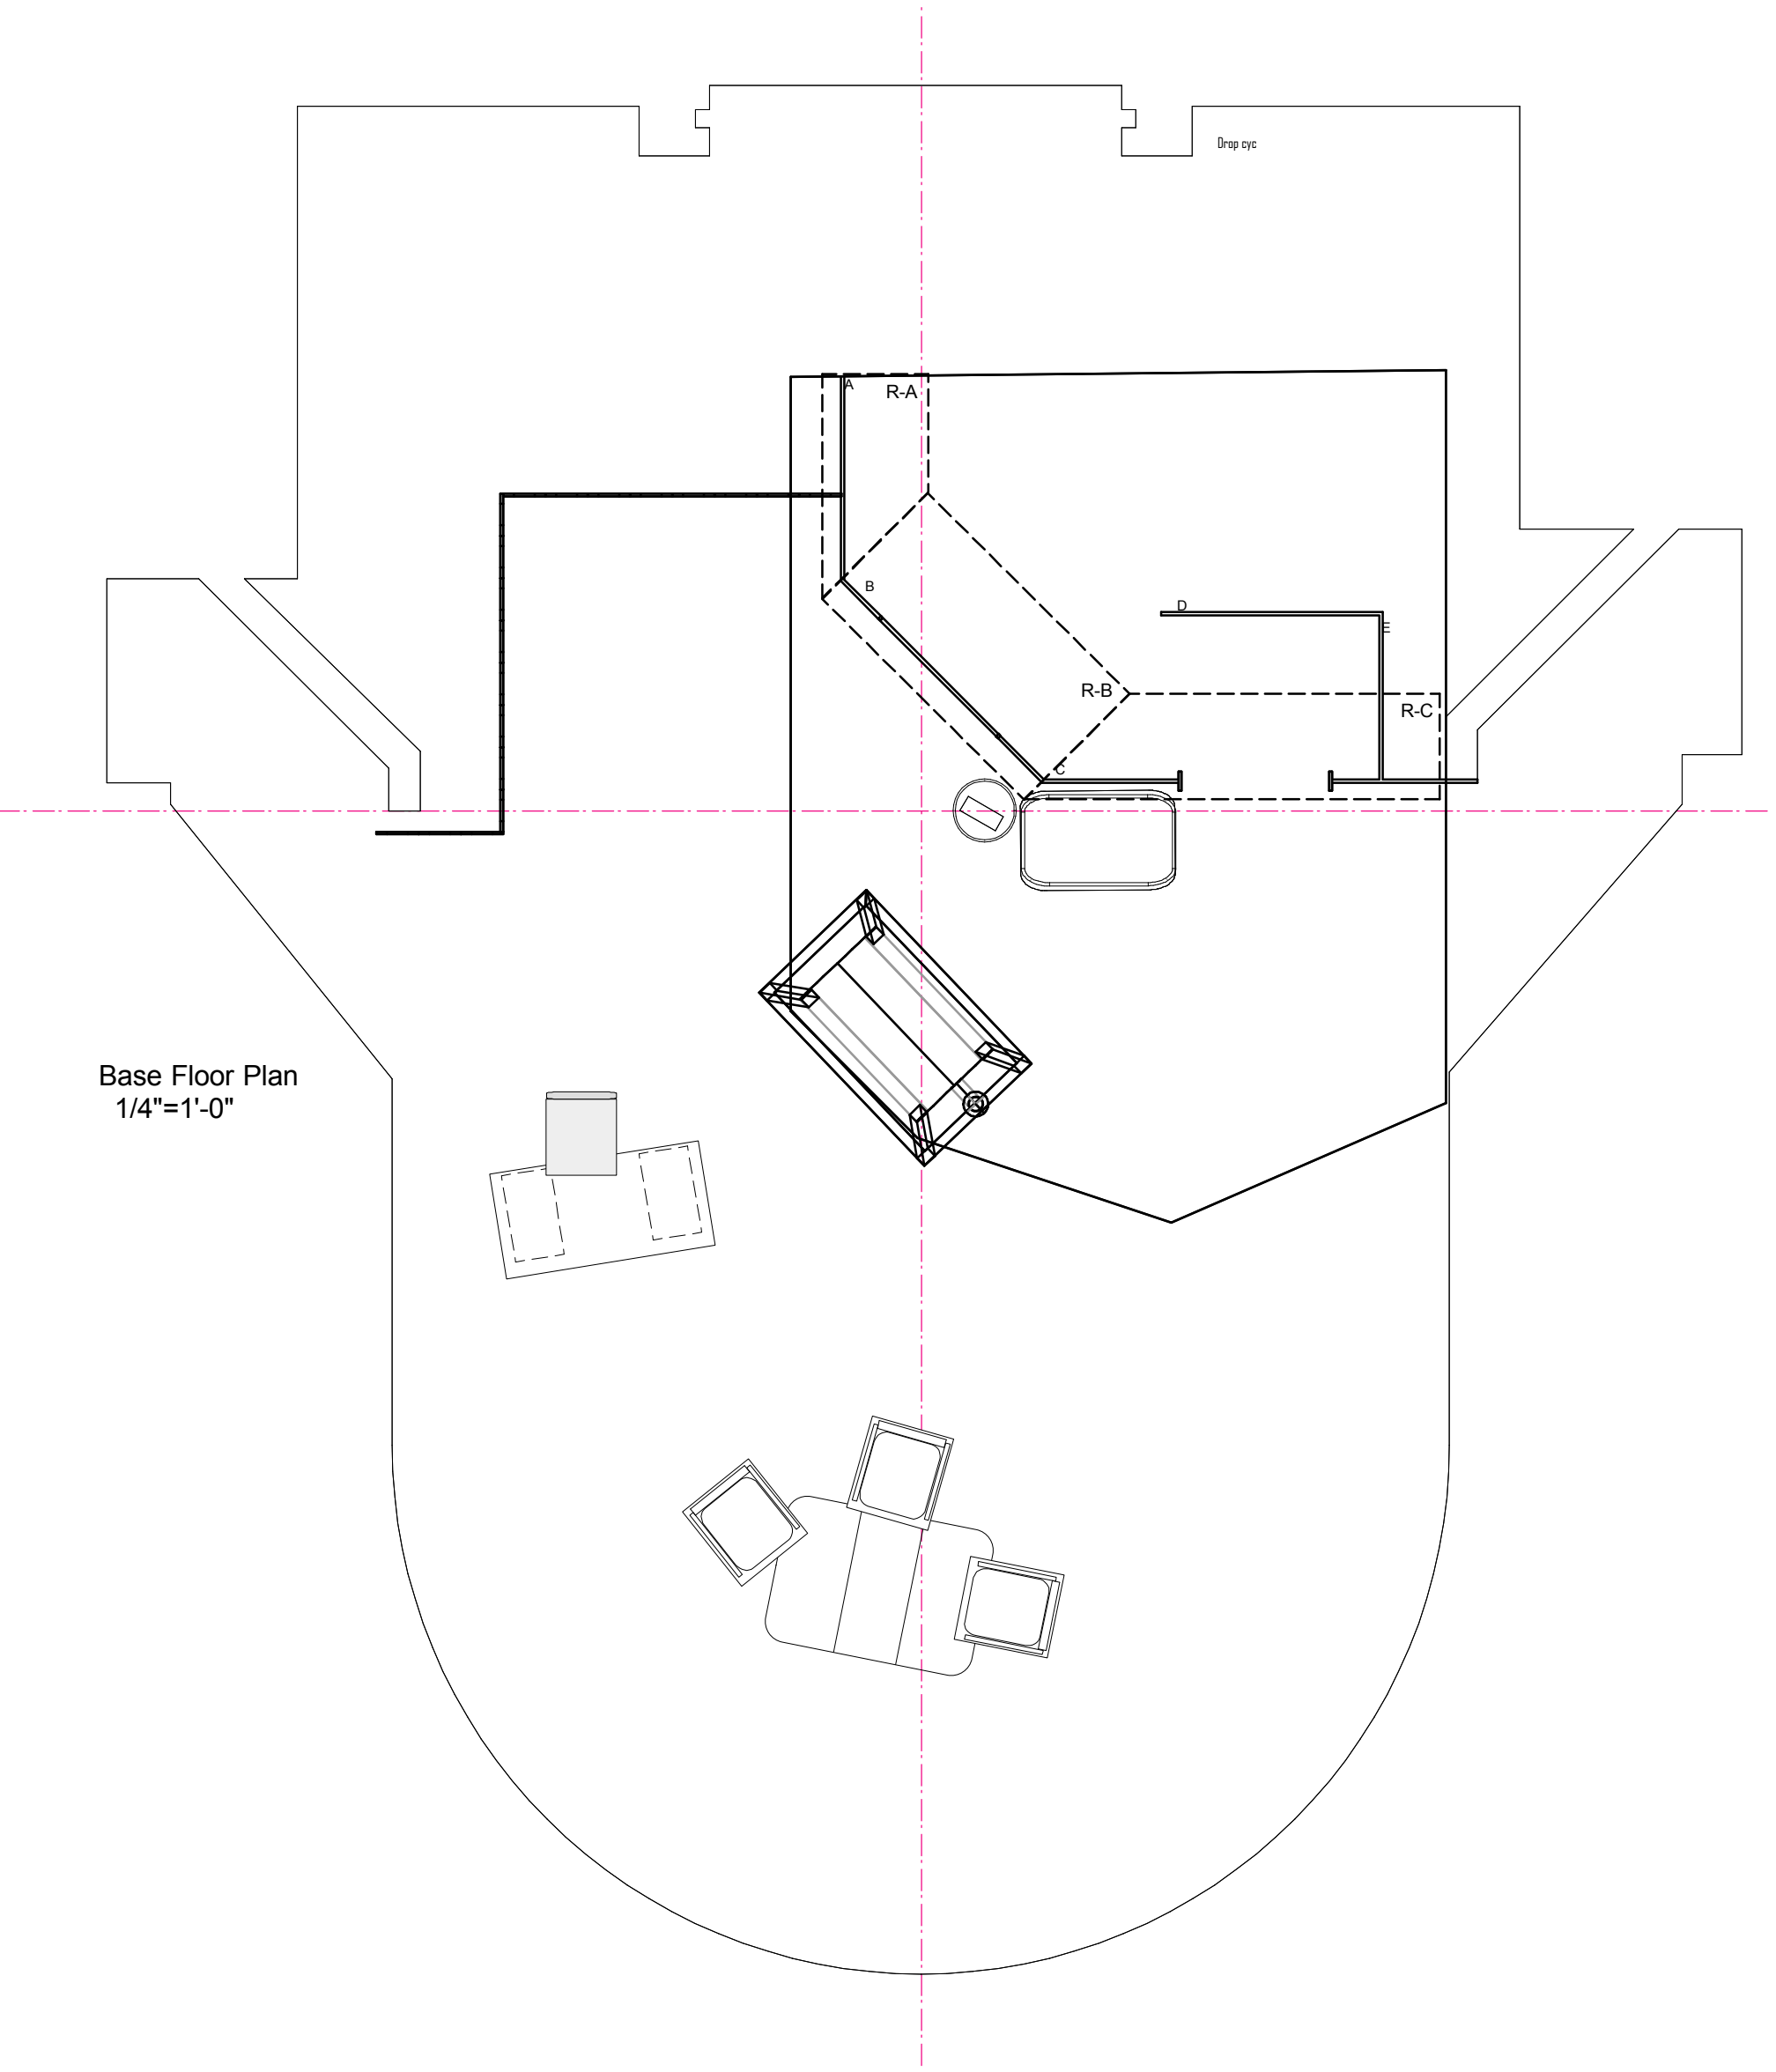 Drop cyc
A
R-A
B
D
E
R-B
R-C
C
Base Floor Plan
1/4"=1'-0"